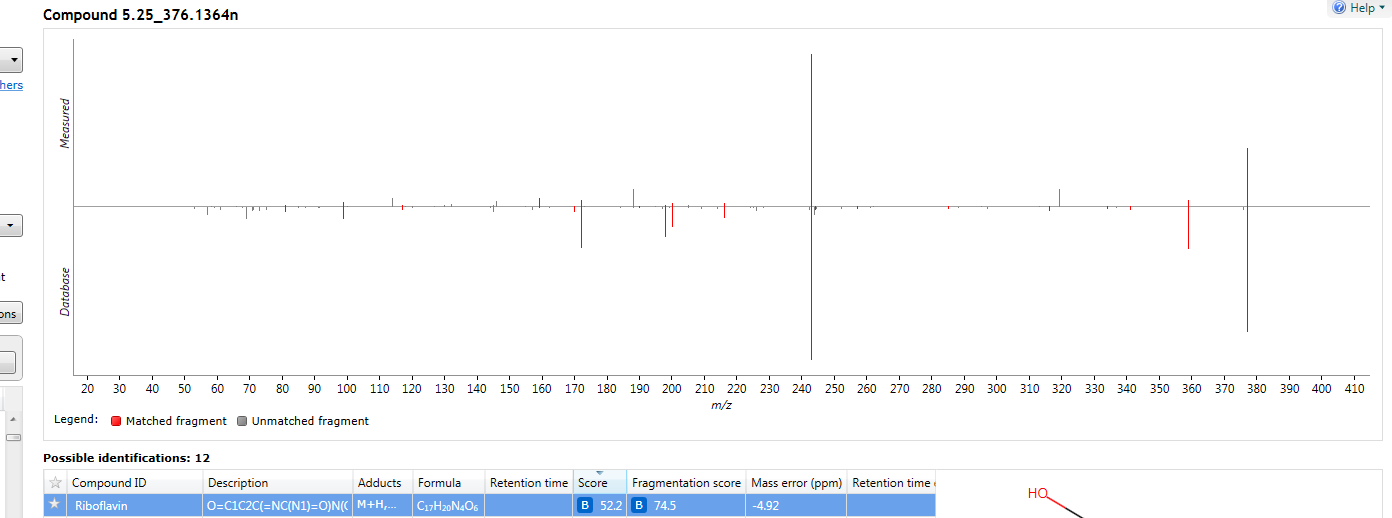 Compound 5.25_376.1364n
Help
hers
Measured
Database
ons
20 30 40 50 60 70 80 90 100 110 120 130 140 150 160 170 180 190 200 210 220 230 240 250 260 270 280 290 300 310 320 330 340 350 360 370 380 390 400 410
m/z
Legend: Matched fragment Unmatched fragment
Possible identifications: 12
Compound ID Description Adducts Formula Retention time Score Fragmentation score Mass error (ppm) Retention time
Riboflavin O=C1C2C(=NC(N1)=O)N(C M+H,... C₁₇H₂₀N₄O₆ B 52.2 B 74.5 -4.92
HO